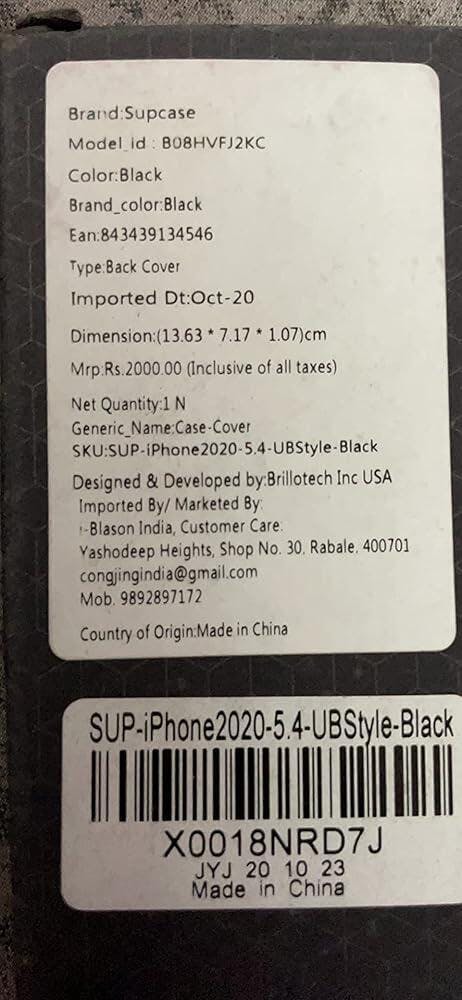 Brand:Supcase
Model_id : B08HVFJ2KC
Color:Black
Brand_color:Black
Ean:843439134546
Type:Back Cover
Imported Dt:Oct-20
Dimension:(13.63 * 7.17 * 1.07)cm
Mrp:Rs.2000.00 (Inclusive of all taxes)
Net Quantity:1 N
Generic_Name:Case-Cover
SKU:SUP-iPhone2020-5.4-UBStyle-Black
Designed & Developed by:Brillotech Inc USA
Imported By/ Marketed By:
i-Blason India, Customer Care:
Yashodeep Heights, Shop No. 30, Rabale, 400701
congjingindia@gmail.com
Mob. 9892897172
Country of Origin:Made in China
SUP-iPhone2020-5.4-UBStyle-Black
X0018NRD7J
JYJ 20 10 23
Made in China